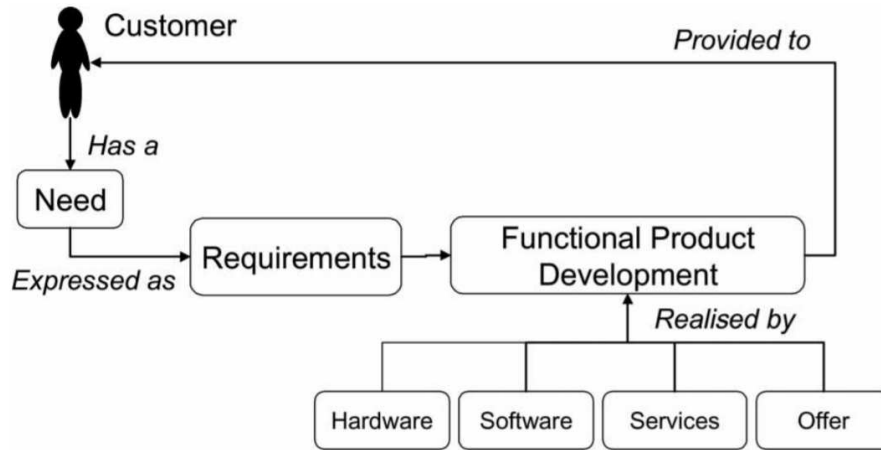 Customer
Provided to
Has a
Need
Expressed as
Requirements
Functional Product
Development
Realised by
Hardware
Software
Services
Offer